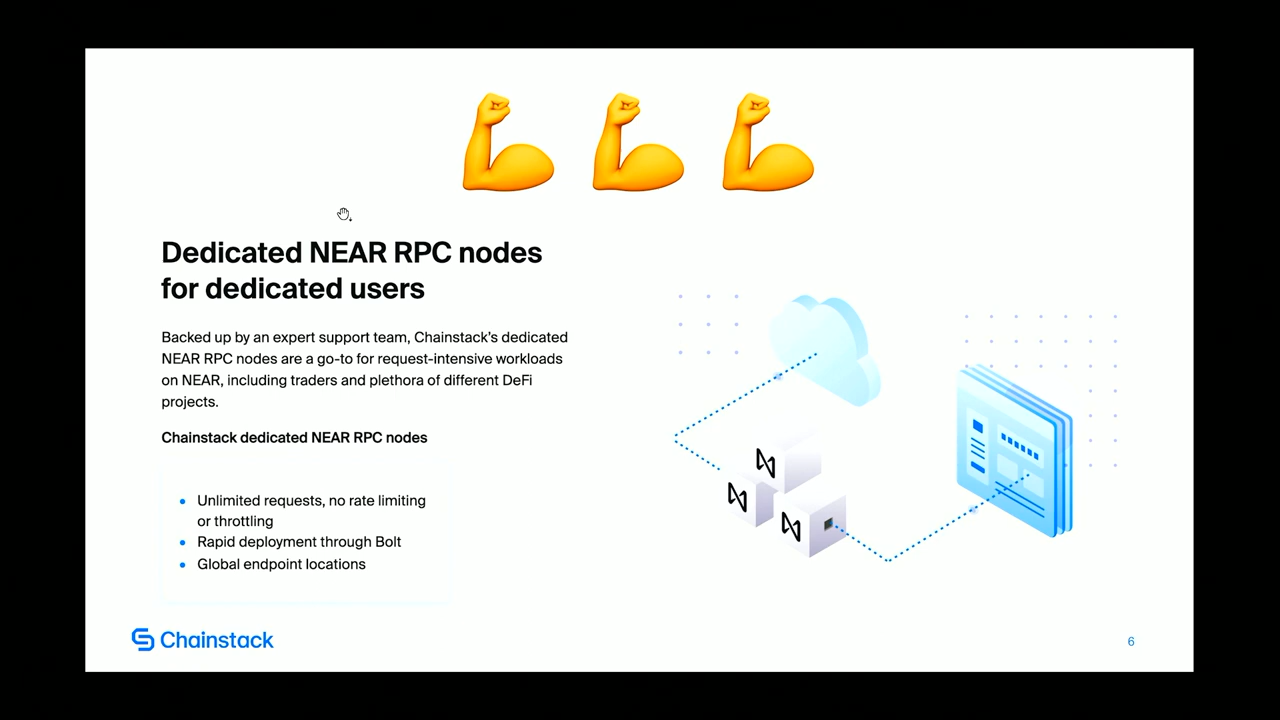 Dedicated NEAR RPC nodes
for dedicated users
Backed up by an expert support team, Chainstack's dedicated
NEAR RPC nodes are a go-to for request-intensive workloads
on NEAR, including traders and plethora of different DeFi
projects.
Chainstack dedicated NEAR RPC nodes
Unlimited requests, no rate limiting
or throttling
Rapid deployment through Bolt
Global endpoint locations
Chainstack
6